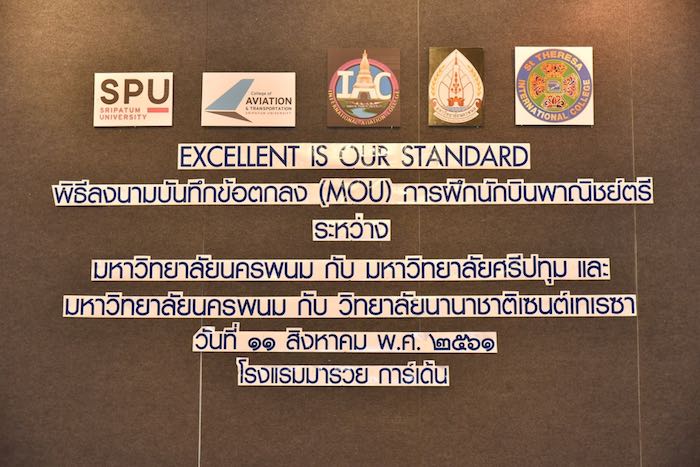 SPU
SRIPATUM
UNIVERSITY
College of
AVIATION
& TRANSPORTATION
SRIPATUM UNIVERSITY
IAC
ST THERESA
INTERNATIONAL COLLEGE
EXCELLENT IS OUR STANDARD
พิธีลงนามบันทึกข้อตกลง (MOU) การฝึกนักบินพาณิชย์ตรี
ระหว่าง
มหาวิทยาลัยนครพนม กับ มหาวิทยาลัยศรีปทุม และ
มหาวิทยาลัยนครพนม กับ วิทยาลัยนานาชาติเซนต์เทเรซา
วันที่ ๑๑ สิงหาคม พ.ศ. ๒๕๖๑
โรงแรมมารวย การ์เด้น